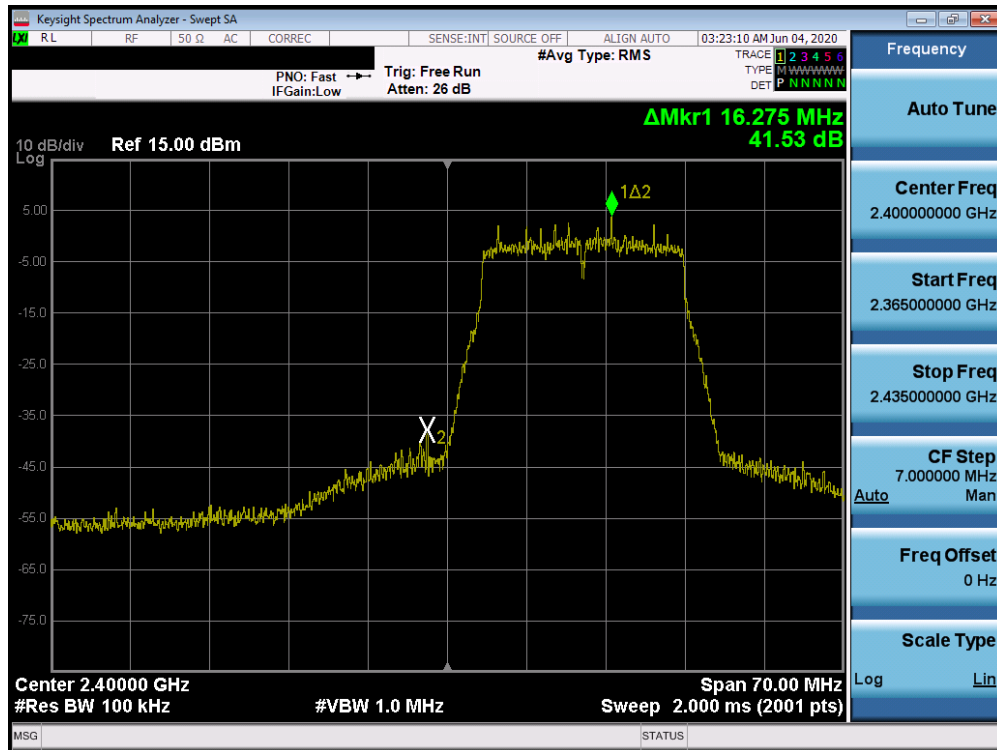 Keysight Spectrum Analyzer - Swept SA
LXI RL RF 50 Ω AC CORREC SENSE:INT SOURCE OFF ALIGN AUTO 03:23:10 AM Jun 04, 2020
#Avg Type: RMS
TRACE 1 2 3 4 5 6
TYPE M W W W W W
DET P N N N N N
PNO: Fast
IFGain:Low
Trig: Free Run
Atten: 26 dB
ΔMkr1 16.275 MHz
41.53 dB
10 dB/div
Log
Ref 15.00 dBm
5.00
-5.00
-15.0
-25.0
-35.0
-45.0
-55.0
-65.0
-75.0
1Δ2
X2
Center 2.40000 GHz
#Res BW 100 kHz
#VBW 1.0 MHz
Span 70.00 MHz
Sweep 2.000 ms (2001 pts)
MSG
STATUS
Frequency
Auto Tune
Center Freq
2.400000000 GHz
Start Freq
2.365000000 GHz
Stop Freq
2.435000000 GHz
CF Step
7.000000 MHz
Auto Man
Freq Offset
0 Hz
Scale Type
Log Lin